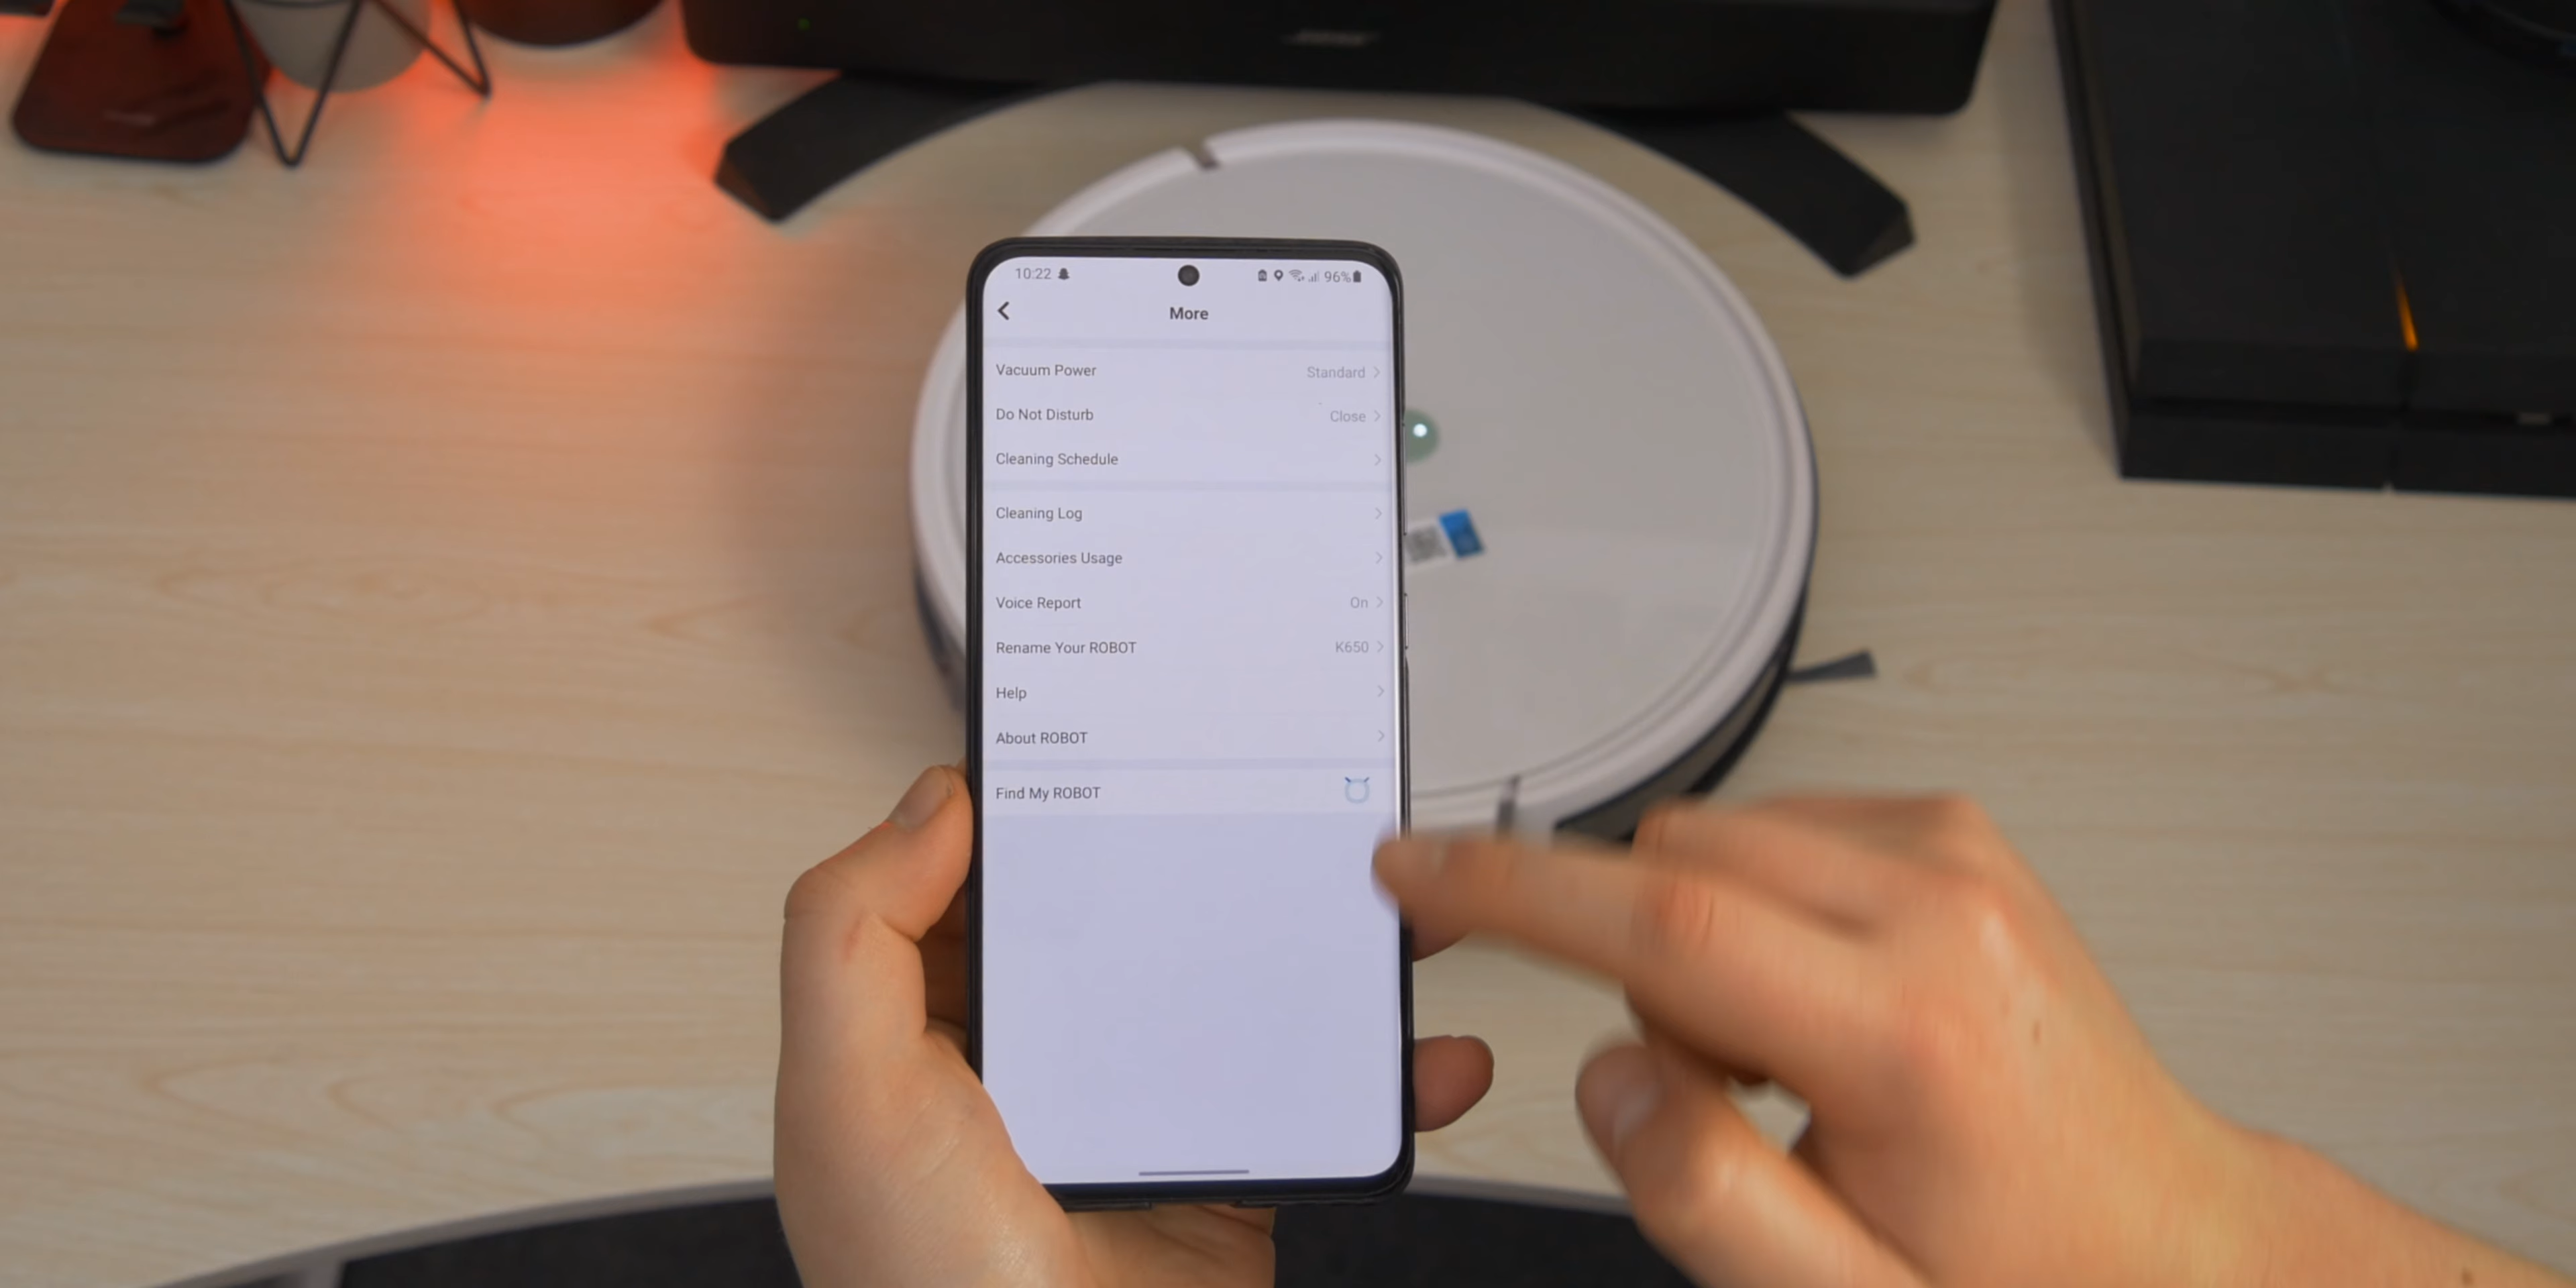 10:22
96%
More
Vacuum Power Standard
Do Not Disturb Close
Cleaning Schedule
Cleaning Log
Accessories Usage
Voice Report On
Rename Your ROBOT K650
Help
About ROBOT
Find My ROBOT